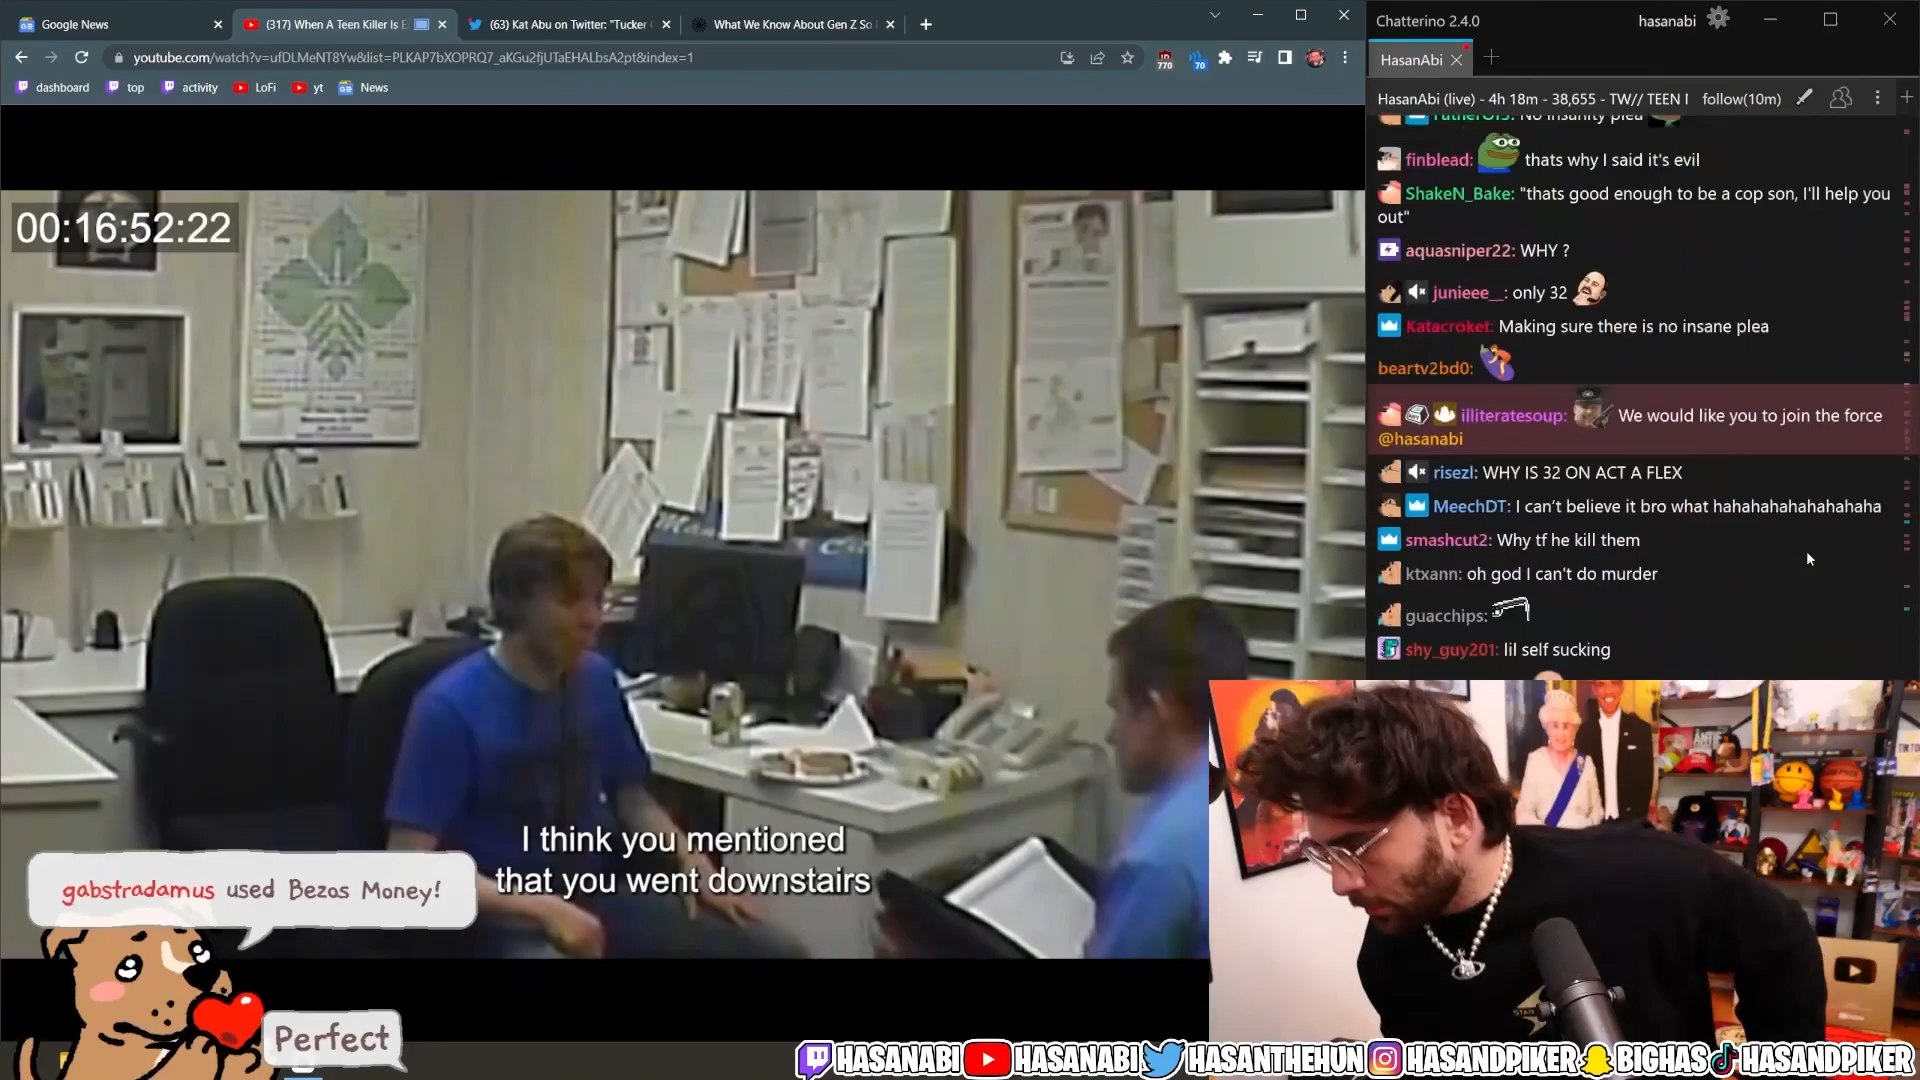 Google News
(317) When A Teen Killer Is E
(63) Kat Abu on Twitter: "Tucker
What We Know About Gen Z So
youtube.com/watch?v=ufDLMeNT8Yw&list=PLKAP7bXOPRQ7_aKGu2fjUTaEHALbsA2pt&index=1
770
70
dashboard
top
activity
LoFi
yt
News
00:16:52:22
I think you mentioned
that you went downstairs
gabstradamus used Bezos Money!
Perfect
Chatterino 2.4.0
hasanabi
HasanAbi
HasanAbi (live) - 4h 18m - 38,655 - TW// TEEN
follow(10m)
No insanity plea
finblead: thats why I said it's evil
ShakeN_Bake: "thats good enough to be a cop son, I'll help you
out"
aquasniper22: WHY ?
junieee__: only 32
Katacroket: Making sure there is no insane plea
beartv2bd0:
illiteratesoup: We would like you to join the force
@hasanabi
risezl: WHY IS 32 ON ACT A FLEX
MeechDT: I can't believe it bro what hahahahahahahaha
smashcut2: Why tf he kill them
ktxann: oh god I can't do murder
guacchips:
shy_guy201: lil self sucking
HASANABI HASANABI HASANTHEHUN HASANDPIKER BIGHAS HASANDPIKER